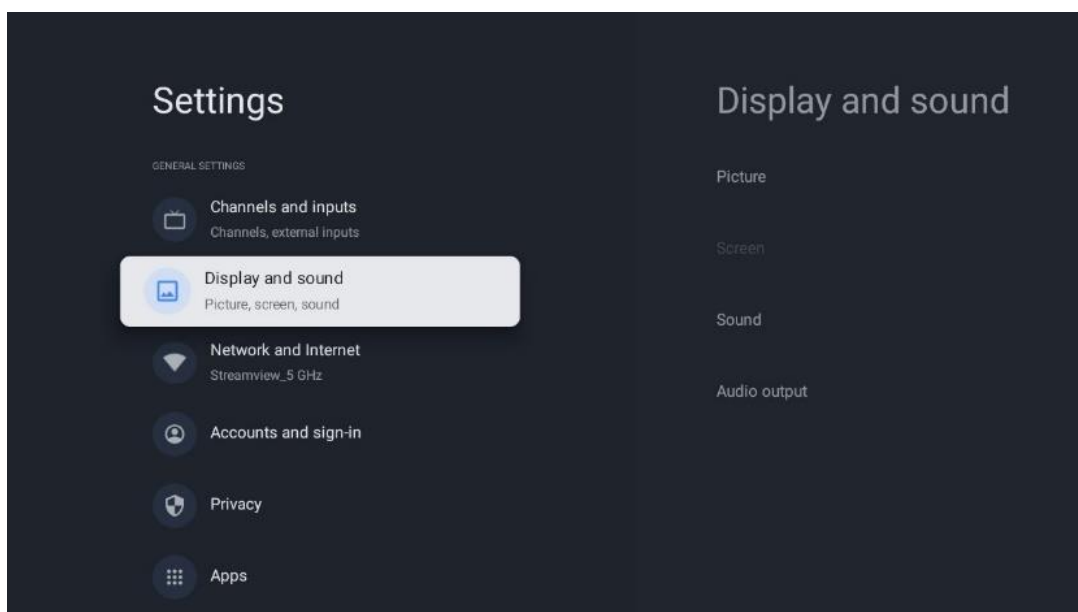 Settings
GENERAL SETTINGS
Channels and inputs
Channels, external inputs
Display and sound
Picture, screen, sound
Network and Internet
Streamview_5 GHz
Accounts and sign-in
Privacy
Apps
Display and sound
Picture
Screen
Sound
Audio output